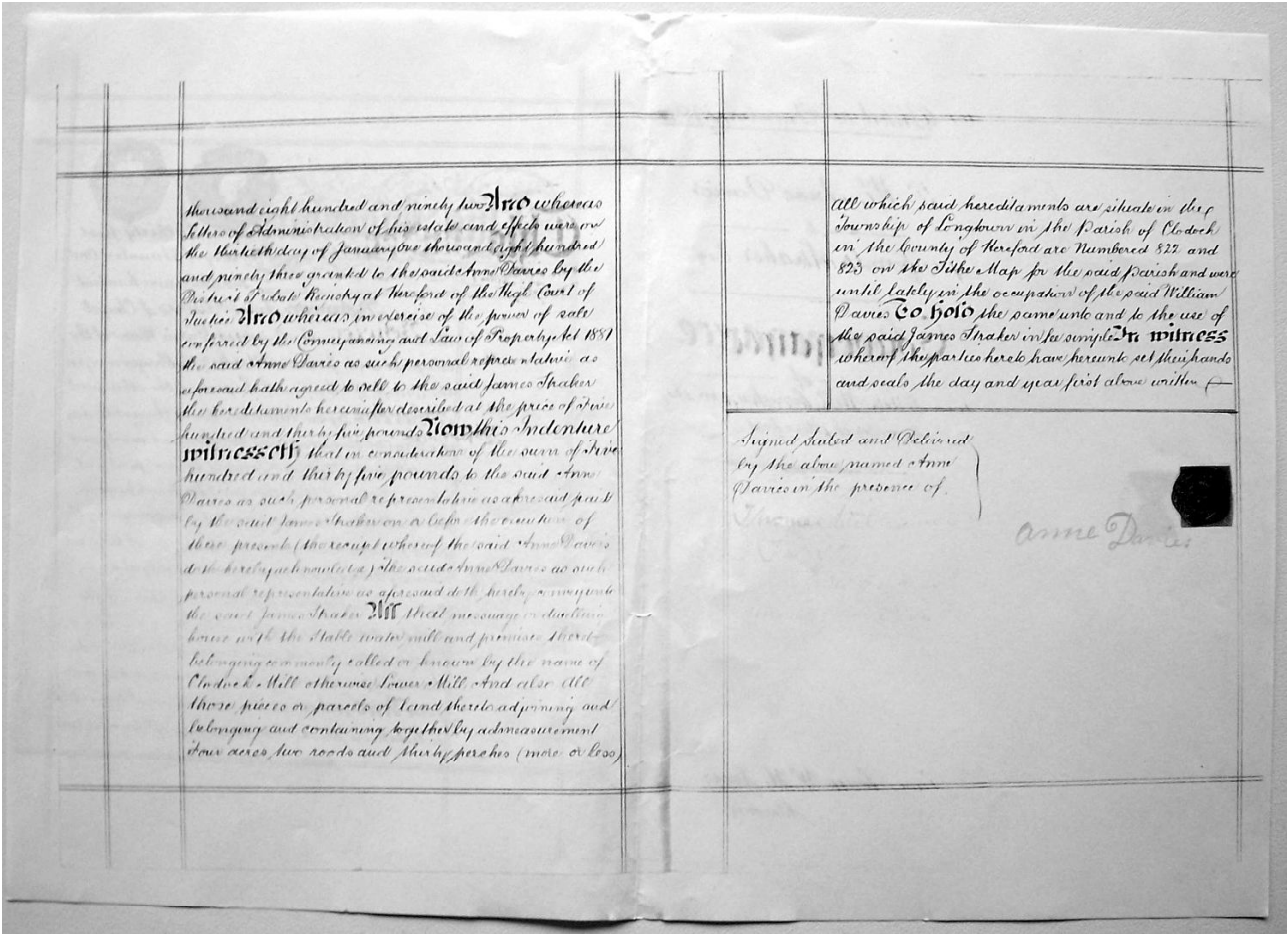 thousand eight hundred and ninety two And whereas
Letters of Administration of his estate and effects were on
the thirtieth day of January one thousand eight hundred
and ninety three granted to the said Anne Davies by the
District Probate Registry at Hereford of the High Court of
Justice And whereas in exercise of the power of sale
conferred by the Conveyancing and Law of Property Act 1881
the said Anne Davies as such personal representative as
aforesaid hath agreed to sell to the said James Straker
the hereditaments hereinafter described at the price of Five
hundred and thirty five pounds Now this Indenture
witnesseth that in consideration of the sum of Five
hundred and thirty five pounds to the said Anne
Davies as such personal representative as aforesaid paid
by the said James Straker on or before the execution of
these presents (the receipt whereof the said Anne Davies
doth hereby acknowledge) The said Anne Davies as such
personal representative as aforesaid doth hereby convey unto
the said James Straker All that messuage or dwelling
house with the Stable water mill and premises thereto
belonging commonly called or known by the name of
Clodock Mill otherwise Lower Mill And also All
those pieces or parcels of land thereto adjoining and
belonging and containing together by admeasurement
Four acres two roods and thirty perches (more or less)
All which said hereditaments are situate in the
Township of Longtown in the Parish of Clodock
in the County of Hereford are Numbered 822 and
823 on the Tithe Map for the said Parish and were
until lately in the occupation of the said William
Davies To hold the same unto and to the use of
the said James Straker in fee simple In witness
whereof the parties hereto have hereunto set their hands
and seals the day and year first above written
Signed Sealed and Delivered
by the above named Anne
Davies in the presence of
Anne Davies